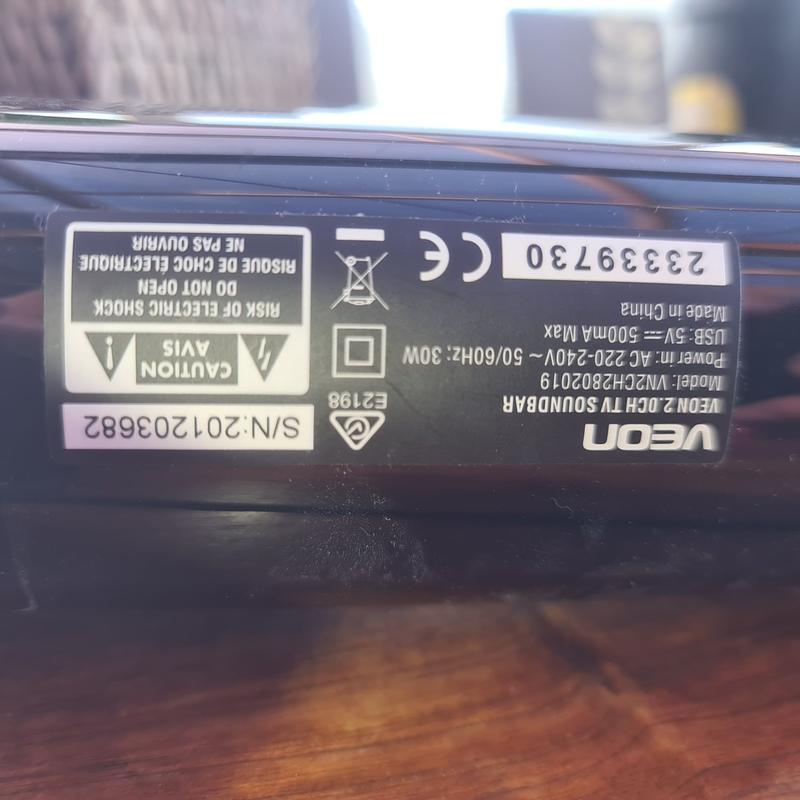 VEON
VEON 2.0CH TV SOUNDBAR
Model: VN2CH2802019
Power in: AC 220-240V ~ 50/60Hz; 30W
USB: 5V ⎓ 500mA Max
Made in China
23339730
CE
E2198
S/N:201203682
CAUTION
AVIS
RISK OF ELECTRIC SHOCK
DO NOT OPEN
RISQUE DE CHOC ÉLECTRIQUE
NE PAS OUVRIR